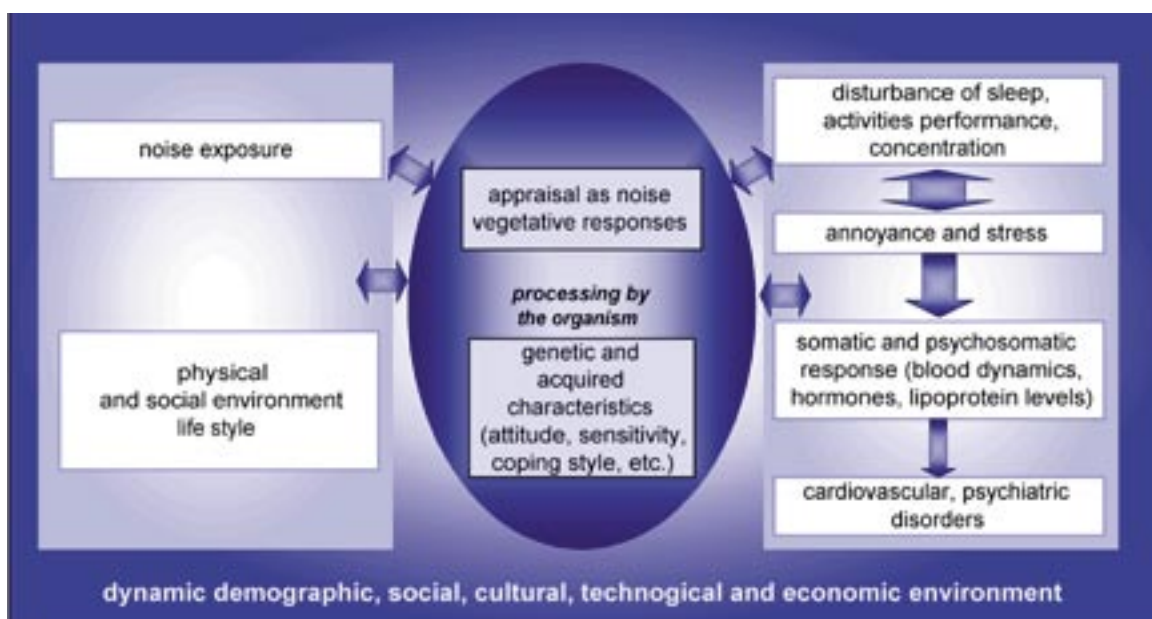 noise exposure
physical
and social environment
life style
appraisal as noise
vegetative responses
processing by
the organism
genetic and
acquired
characteristics
(attitude, sensitivity,
coping style, etc.)
disturbance of sleep,
activities performance,
concentration
annoyance and stress
somatic and psychosomatic
response (blood dynamics,
hormones, lipoprotein levels)
cardiovascular, psychiatric
disorders
dynamic demographic, social, cultural, technogical and economic environment